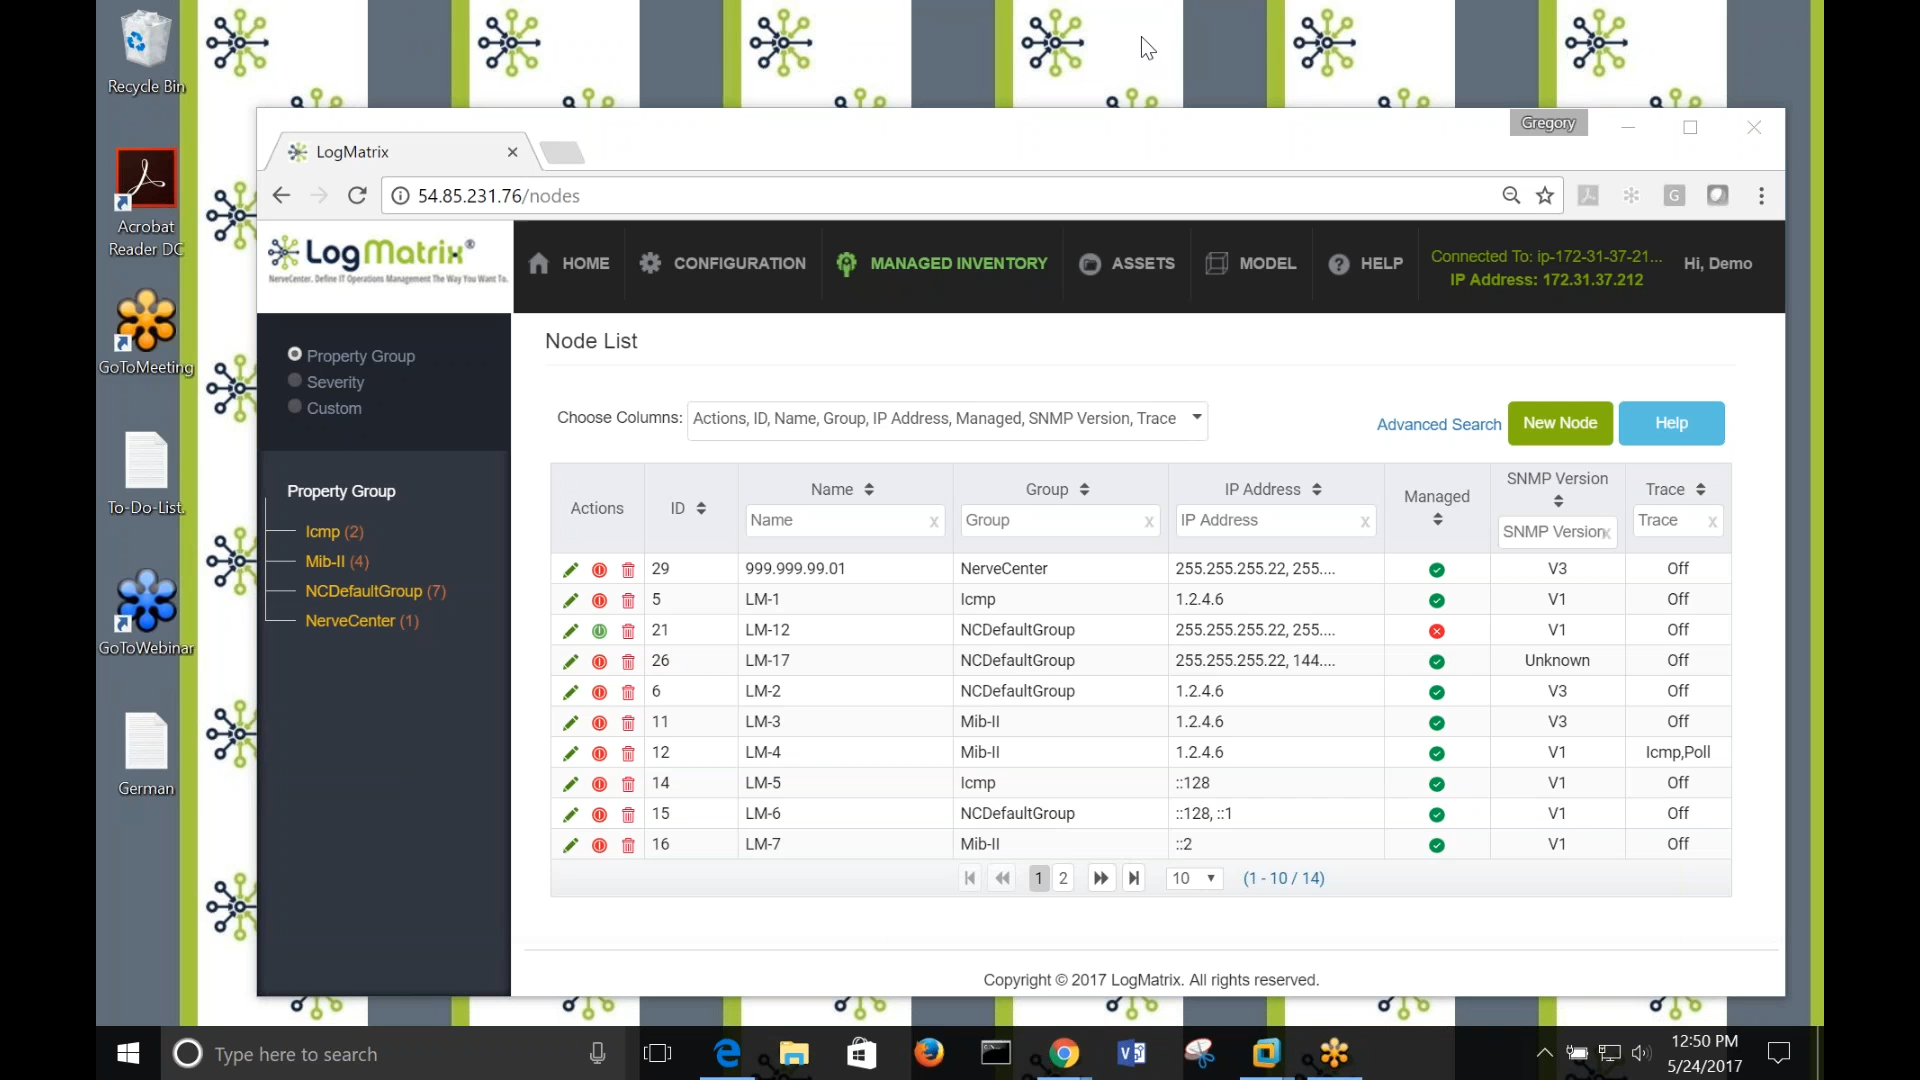 Recycle Bin
Acrobat
Reader DC
GoToMeeting
To-Do-List.
GoToWebinar
German
Gregory
LogMatrix
54.85.231.76/nodes
LogMatrix®
NerveCenter. Define IT Operations Management The Way You Want To.
HOME
CONFIGURATION
MANAGED INVENTORY
ASSETS
MODEL
HELP
Connected To: ip-172-31-37-21...
IP Address: 172.31.37.212
Hi, Demo
Property Group
Severity
Custom
Property Group
Icmp (2)
Mib-II (4)
NCDefaultGroup (7)
NerveCenter (1)
Node List
Choose Columns: Actions, ID, Name, Group, IP Address, Managed, SNMP Version, Trace
Advanced Search New Node Help
Actions ID Name Group IP Address Managed SNMP Version Trace
Name x Group x IP Address x SNMP Version x Trace x
29 999.999.99.01 NerveCenter 255.255.255.22, 255.... V3 Off
5 LM-1 Icmp 1.2.4.6 V1 Off
21 LM-12 NCDefaultGroup 255.255.255.22, 255.... V1 Off
26 LM-17 NCDefaultGroup 255.255.255.22, 144.... Unknown Off
6 LM-2 NCDefaultGroup 1.2.4.6 V3 Off
11 LM-3 Mib-II 1.2.4.6 V3 Off
12 LM-4 Mib-II 1.2.4.6 V1 Icmp,Poll
14 LM-5 Icmp ::128 V1 Off
15 LM-6 NCDefaultGroup ::128, ::1 V1 Off
16 LM-7 Mib-II ::2 V1 Off
1 2 10 (1 - 10 / 14)
Copyright © 2017 LogMatrix. All rights reserved.
Type here to search
12:50 PM
5/24/2017